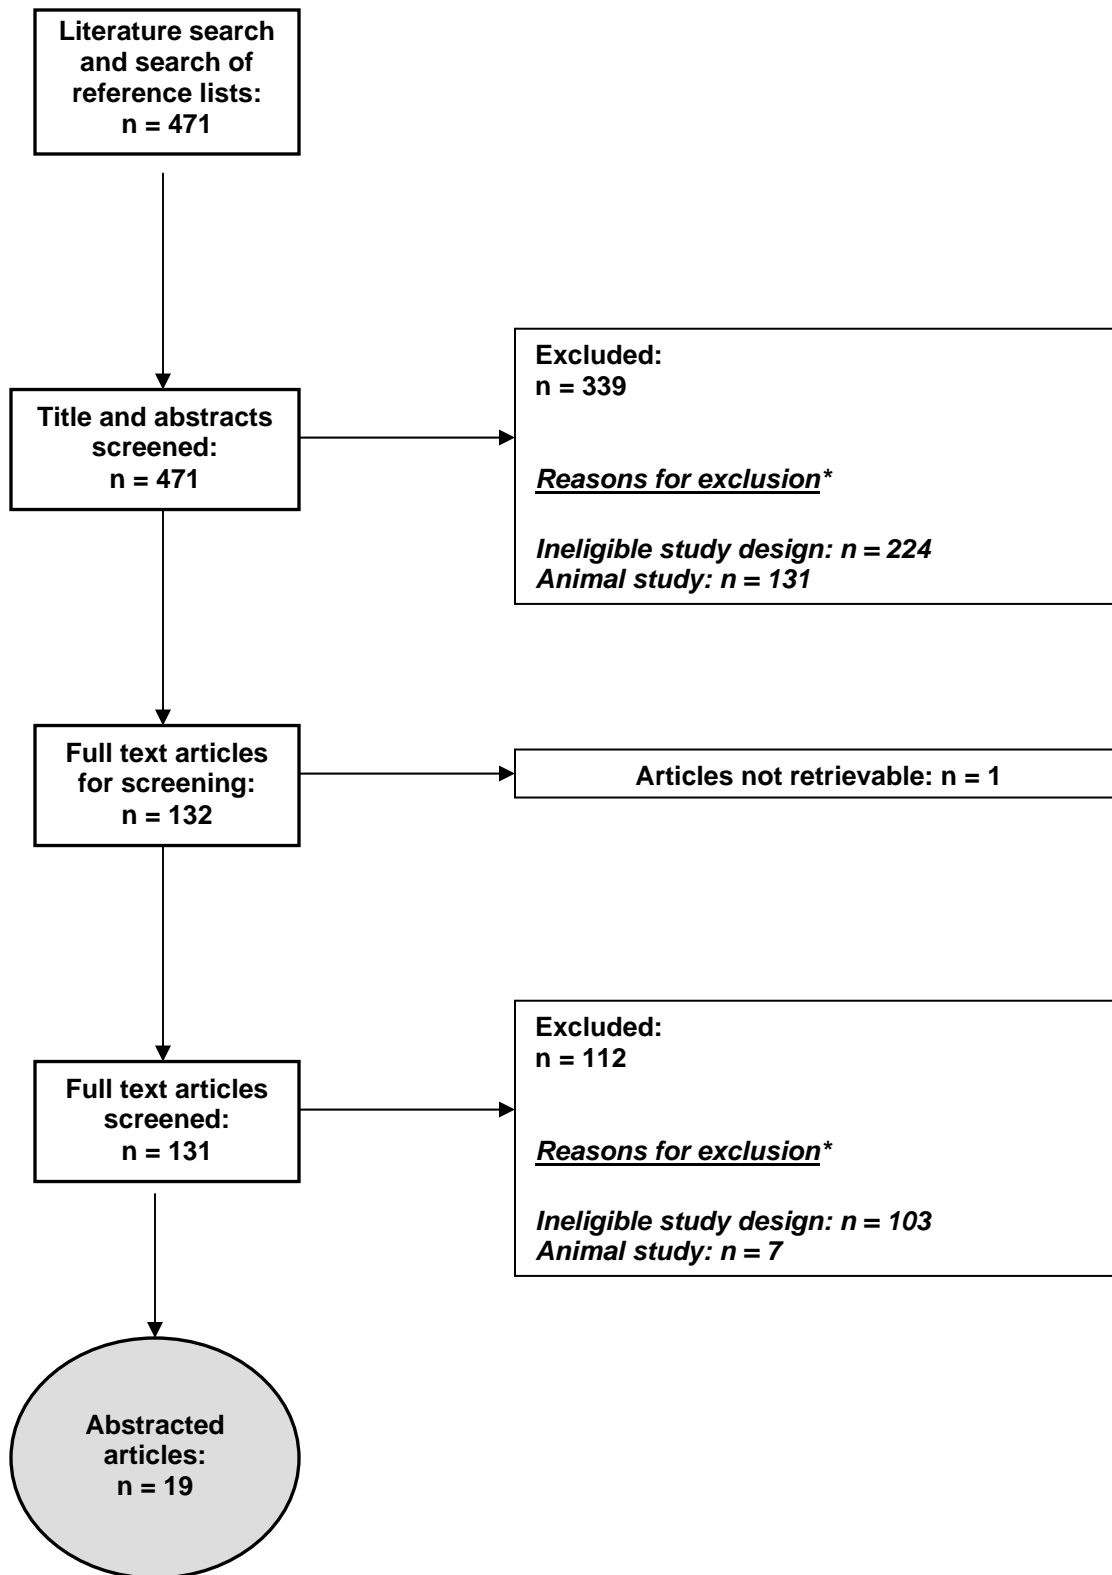 Literature search
and search of
reference lists:
n = 471
Title and abstracts
screened:
n = 471
Excluded:
n = 339
Reasons for exclusion*
Ineligible study design: n = 224
Animal study: n = 131
Full text articles
for screening:
n = 132
Articles not retrievable: n = 1
Full text articles
screened:
n = 131
Excluded:
n = 112
Reasons for exclusion*
Ineligible study design: n = 103
Animal study: n = 7
Abstracted
articles:
n = 19